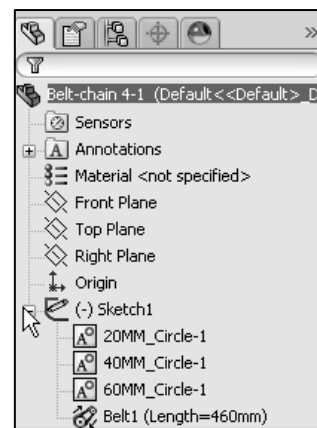 »
Belt-chain 4-1 (Default<<Default>_D
Sensors
A Annotations
Material <not specified>
Front Plane
Top Plane
Right Plane
Origin
(-) Sketch1
A 20MM_Circle-1
A 40MM_Circle-1
A 60MM_Circle-1
Belt1 (Length=460mm)